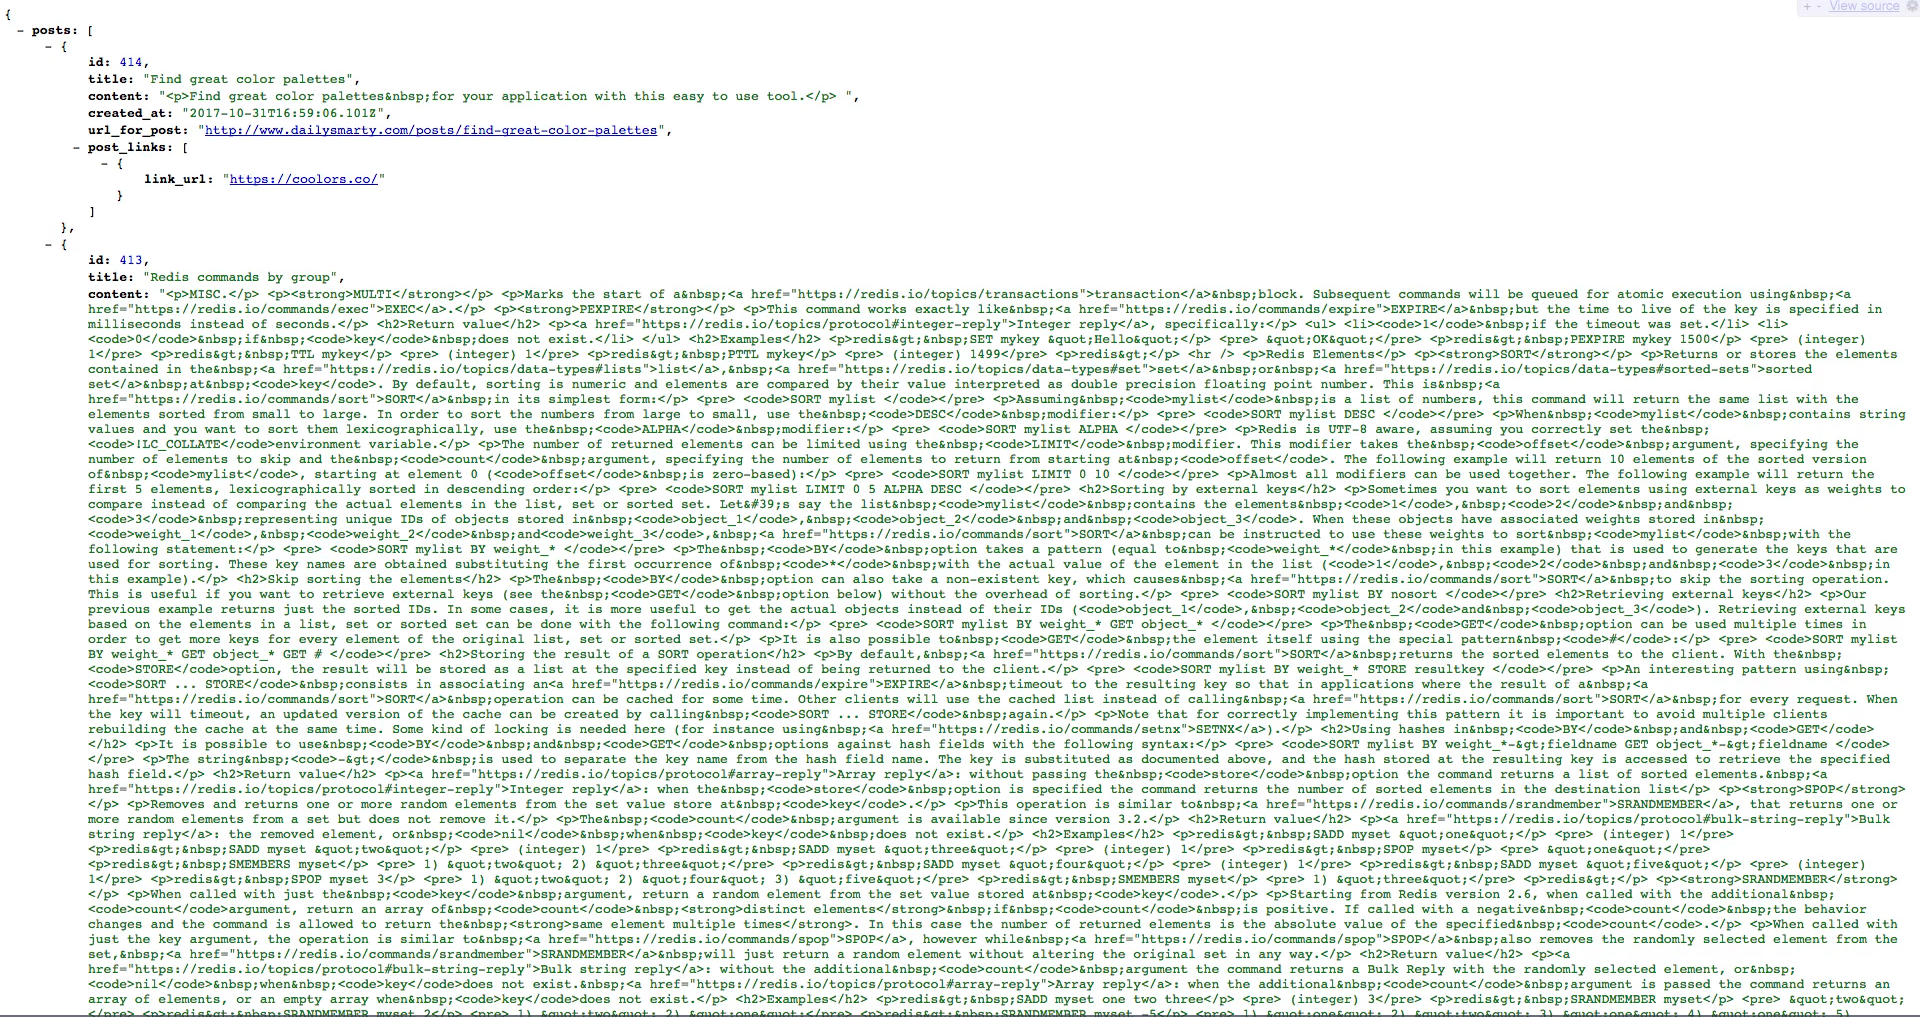 + - View source
{
- posts: [
- {
id: 414,
title: "Find great color palettes",
content: "<p>Find great color palettes&nbsp;for your application with this easy to use tool.</p> ",
created_at: "2017-10-31T16:59:06.101Z",
url_for_post: "http://www.dailysmarty.com/posts/find-great-color-palettes",
- post_links: [
- {
link_url: "https://coolors.co/"
}
]
},
- {
id: 413,
title: "Redis commands by group",
content: "<p>MISC.</p> <p><strong>MULTI</strong></p> <p>Marks the start of a&nbsp;<a href="https://redis.io/topics/transactions">transaction</a>&nbsp;block. Subsequent commands will be queued for atomic execution using&nbsp;<a
href="https://redis.io/commands/exec">EXEC</a>.</p> <p><strong>PEXPIRE</strong></p> <p>This command works exactly like&nbsp;<a href="https://redis.io/commands/expire">EXPIRE</a>&nbsp;but the time to live of the key is specified in
milliseconds instead of seconds.</p> <h2>Return value</h2> <p><a href="https://redis.io/topics/protocol#integer-reply">Integer reply</a>, specifically:</p> <ul> <li><code>1</code>&nbsp;if the timeout was set.</li> <li>
<code>0</code>&nbsp;if&nbsp;<code>key</code>&nbsp;does not exist.</li> </ul> <h2>Examples</h2> <p>redis&gt;&nbsp;SET mykey &quot;Hello&quot;</p> <pre> &quot;OK&quot;</pre> <p>redis&gt;&nbsp;PEXPIRE mykey 1500</p> <pre> (integer)
1</pre> <p>redis&gt;&nbsp;TTL mykey</p> <pre> (integer) 1</pre> <p>redis&gt;&nbsp;PTTL mykey</p> <pre> (integer) 1499</pre> <p>redis&gt;</p> <hr /> <p>Redis Elements</p> <p><strong>SORT</strong></p> <p>Returns or stores the elements
contained in the&nbsp;<a href="https://redis.io/topics/data-types#lists">list</a>,&nbsp;<a href="https://redis.io/topics/data-types#set">set</a>&nbsp;or&nbsp;<a href="https://redis.io/topics/data-types#sorted-sets">sorted
set</a>&nbsp;at&nbsp;<code>key</code>. By default, sorting is numeric and elements are compared by their value interpreted as double precision floating point number. This is&nbsp;<a
href="https://redis.io/commands/sort">SORT</a>&nbsp;in its simplest form:</p> <pre> <code>SORT mylist </code></pre> <p>Assuming&nbsp;<code>mylist</code>&nbsp;is a list of numbers, this command will return the same list with the
elements sorted from small to large. In order to sort the numbers from large to small, use the&nbsp;<code>DESC</code>&nbsp;modifier:</p> <pre> <code>SORT mylist DESC </code></pre> <p>When&nbsp;<code>mylist</code>&nbsp;contains string
values and you want to sort them lexicographically, use the&nbsp;<code>ALPHA</code>&nbsp;modifier:</p> <pre> <code>SORT mylist ALPHA </code></pre> <p>Redis is UTF-8 aware, assuming you correctly set the&nbsp;
<code>!LC_COLLATE</code>environment variable.</p> <p>The number of returned elements can be limited using the&nbsp;<code>LIMIT</code>&nbsp;modifier. This modifier takes the&nbsp;<code>offset</code>&nbsp;argument, specifying the
number of elements to skip and the&nbsp;<code>count</code>&nbsp;argument, specifying the number of elements to return from starting at&nbsp;<code>offset</code>. The following example will return 10 elements of the sorted version
of&nbsp;<code>mylist</code>, starting at element 0 (<code>offset</code>&nbsp;is zero-based):</p> <pre> <code>SORT mylist LIMIT 0 10 </code></pre> <p>Almost all modifiers can be used together. The following example will return the
first 5 elements, lexicographically sorted in descending order:</p> <pre> <code>SORT mylist LIMIT 0 5 ALPHA DESC </code></pre> <h2>Sorting by external keys</h2> <p>Sometimes you want to sort elements using external keys as weights to
compare instead of comparing the actual elements in the list, set or sorted set. Let&#39;s say the list&nbsp;<code>mylist</code>&nbsp;contains the elements&nbsp;<code>1</code>,&nbsp;<code>2</code>&nbsp;and&nbsp;
<code>3</code>&nbsp;representing unique IDs of objects stored in&nbsp;<code>object_1</code>,&nbsp;<code>object_2</code>&nbsp;and&nbsp;<code>object_3</code>. When these objects have associated weights stored in&nbsp;
<code>weight_1</code>,&nbsp;<code>weight_2</code>&nbsp;and<code>weight_3</code>,&nbsp;<a href="https://redis.io/commands/sort">SORT</a>&nbsp;can be instructed to use these weights to sort&nbsp;<code>mylist</code>&nbsp;with the
following statement:</p> <pre> <code>SORT mylist BY weight_* </code></pre> <p>The&nbsp;<code>BY</code>&nbsp;option takes a pattern (equal to&nbsp;<code>weight_*</code>&nbsp;in this example) that is used to generate the keys that are
used for sorting. These key names are obtained substituting the first occurrence of&nbsp;<code>*</code>&nbsp;with the actual value of the element in the list (<code>1</code>,&nbsp;<code>2</code>&nbsp;and&nbsp;<code>3</code>&nbsp;in
this example).</p> <h2>Skip sorting the elements</h2> <p>The&nbsp;<code>BY</code>&nbsp;option can also take a non-existent key, which causes&nbsp;<a href="https://redis.io/commands/sort">SORT</a>&nbsp;to skip the sorting operation.
This is useful if you want to retrieve external keys (see the&nbsp;<code>GET</code>&nbsp;option below) without the overhead of sorting.</p> <pre> <code>SORT mylist BY nosort </code></pre> <h2>Retrieving external keys</h2> <p>Our
previous example returns just the sorted IDs. In some cases, it is more useful to get the actual objects instead of their IDs (<code>object_1</code>,&nbsp;<code>object_2</code>and&nbsp;<code>object_3</code>). Retrieving external keys
based on the elements in a list, set or sorted set can be done with the following command:</p> <pre> <code>SORT mylist BY weight_* GET object_* </code></pre> <p>The&nbsp;<code>GET</code>&nbsp;option can be used multiple times in
order to get more keys for every element of the original list, set or sorted set.</p> <p>It is also possible to&nbsp;<code>GET</code>&nbsp;the element itself using the special pattern&nbsp;<code>#</code>:</p> <pre> <code>SORT mylist
BY weight_* GET object_* GET # </code></pre> <h2>Storing the result of a SORT operation</h2> <p>By default,&nbsp;<a href="https://redis.io/commands/sort">SORT</a>&nbsp;returns the sorted elements to the client. With the&nbsp;
<code>STORE</code>option, the result will be stored as a list at the specified key instead of being returned to the client.</p> <pre> <code>SORT mylist BY weight_* STORE resultkey </code></pre> <p>An interesting pattern using&nbsp;
<code>SORT ... STORE</code>&nbsp;consists in associating an<a href="https://redis.io/commands/expire">EXPIRE</a>&nbsp;timeout to the resulting key so that in applications where the result of a&nbsp;<a
href="https://redis.io/commands/sort">SORT</a>&nbsp;operation can be cached for some time. Other clients will use the cached list instead of calling&nbsp;<a href="https://redis.io/commands/sort">SORT</a>&nbsp;for every request. When
the key will timeout, an updated version of the cache can be created by calling&nbsp;<code>SORT ... STORE</code>&nbsp;again.</p> <p>Note that for correctly implementing this pattern it is important to avoid multiple clients
rebuilding the cache at the same time. Some kind of locking is needed here (for instance using&nbsp;<a href="https://redis.io/commands/setnx">SETNX</a>).</p> <h2>Using hashes in&nbsp;<code>BY</code>&nbsp;and&nbsp;<code>GET</code>
</h2> <p>It is possible to use&nbsp;<code>BY</code>&nbsp;and&nbsp;<code>GET</code>&nbsp;options against hash fields with the following syntax:</p> <pre> <code>SORT mylist BY weight_*-&gt;fieldname GET object_*-&gt;fieldname </code>
</pre> <p>The string&nbsp;<code>-&gt;</code>&nbsp;is used to separate the key name from the hash field name. The key is substituted as documented above, and the hash stored at the resulting key is accessed to retrieve the specified
hash field.</p> <h2>Return value</h2> <p><a href="https://redis.io/topics/protocol#array-reply">Array reply</a>: without passing the&nbsp;<code>store</code>&nbsp;option the command returns a list of sorted elements.&nbsp;<a
href="https://redis.io/topics/protocol#integer-reply">Integer reply</a>: when the&nbsp;<code>store</code>&nbsp;option is specified the command returns the number of sorted elements in the destination list</p> <p><strong>SPOP</strong>
</p> <p>Removes and returns one or more random elements from the set value store at&nbsp;<code>key</code>.</p> <p>This operation is similar to&nbsp;<a href="https://redis.io/commands/srandmember">SRANDMEMBER</a>, that returns one or
more random elements from a set but does not remove it.</p> <p>The&nbsp;<code>count</code>&nbsp;argument is available since version 3.2.</p> <h2>Return value</h2> <p><a href="https://redis.io/topics/protocol#bulk-string-reply">Bulk
string reply</a>: the removed element, or&nbsp;<code>nil</code>&nbsp;when&nbsp;<code>key</code>&nbsp;does not exist.</p> <h2>Examples</h2> <p>redis&gt;&nbsp;SADD myset &quot;one&quot;</p> <pre> (integer) 1</pre>
<p>redis&gt;&nbsp;SADD myset &quot;two&quot;</p> <pre> (integer) 1</pre> <p>redis&gt;&nbsp;SADD myset &quot;three&quot;</p> <pre> (integer) 1</pre> <p>redis&gt;&nbsp;SPOP myset</p> <pre> &quot;one&quot;</pre>
<p>redis&gt;&nbsp;SMEMBERS myset</p> <pre> 1) &quot;two&quot; 2) &quot;three&quot;</pre> <p>redis&gt;&nbsp;SADD myset &quot;four&quot;</p> <pre> (integer) 1</pre> <p>redis&gt;&nbsp;SADD myset &quot;five&quot;</p> <pre> (integer)
1</pre> <p>redis&gt;&nbsp;SPOP myset 3</p> <pre> 1) &quot;two&quot; 2) &quot;four&quot; 3) &quot;five&quot;</pre> <p>redis&gt;&nbsp;SMEMBERS myset</p> <pre> 1) &quot;three&quot;</pre> <p>redis&gt;</p> <p><strong>SRANDMEMBER</strong>
</p> <p>When called with just the&nbsp;<code>key</code>&nbsp;argument, return a random element from the set value stored at&nbsp;<code>key</code>.</p> <p>Starting from Redis version 2.6, when called with the additional&nbsp;
<code>count</code>argument, return an array of&nbsp;<code>count</code>&nbsp;<strong>distinct elements</strong>&nbsp;if&nbsp;<code>count</code>&nbsp;is positive. If called with a negative&nbsp;<code>count</code>&nbsp;the behavior
changes and the command is allowed to return the&nbsp;<strong>same element multiple times</strong>. In this case the number of returned elements is the absolute value of the specified&nbsp;<code>count</code>.</p> <p>When called with
just the key argument, the operation is similar to&nbsp;<a href="https://redis.io/commands/spop">SPOP</a>, however while&nbsp;<a href="https://redis.io/commands/spop">SPOP</a>&nbsp;also removes the randomly selected element from the
set,&nbsp;<a href="https://redis.io/commands/srandmember">SRANDMEMBER</a>&nbsp;will just return a random element without altering the original set in any way.</p> <h2>Return value</h2> <p><a
href="https://redis.io/topics/protocol#bulk-string-reply">Bulk string reply</a>: without the additional&nbsp;<code>count</code>&nbsp;argument the command returns a Bulk Reply with the randomly selected element, or&nbsp;
<code>nil</code>&nbsp;when&nbsp;<code>key</code>&nbsp;does not exist.&nbsp;<a href="https://redis.io/topics/protocol#array-reply">Array reply</a>: when the additional&nbsp;<code>count</code>&nbsp;argument is passed the command returns an
array of elements, or an empty array when&nbsp;<code>key</code>&nbsp;does not exist.</p> <h2>Examples</h2> <p>redis&gt;&nbsp;SADD myset one two three</p> <pre> (integer) 3</pre> <p>redis&gt;&nbsp;SRANDMEMBER myset</p> <pre> &quot;two&quot;
</pre> <p>redis&gt;&nbsp;SRANDMEMBER myset 2</p> <pre> 1) &quot;two&quot; 2) &quot;one&quot;</pre> <p>redis&gt;&nbsp;SRANDMEMBER myset -5</p> <pre> 1) &quot;one&quot; 2) &quot;two&quot; 3) &quot;one&quot; 4) &quot;one&quot; 5)